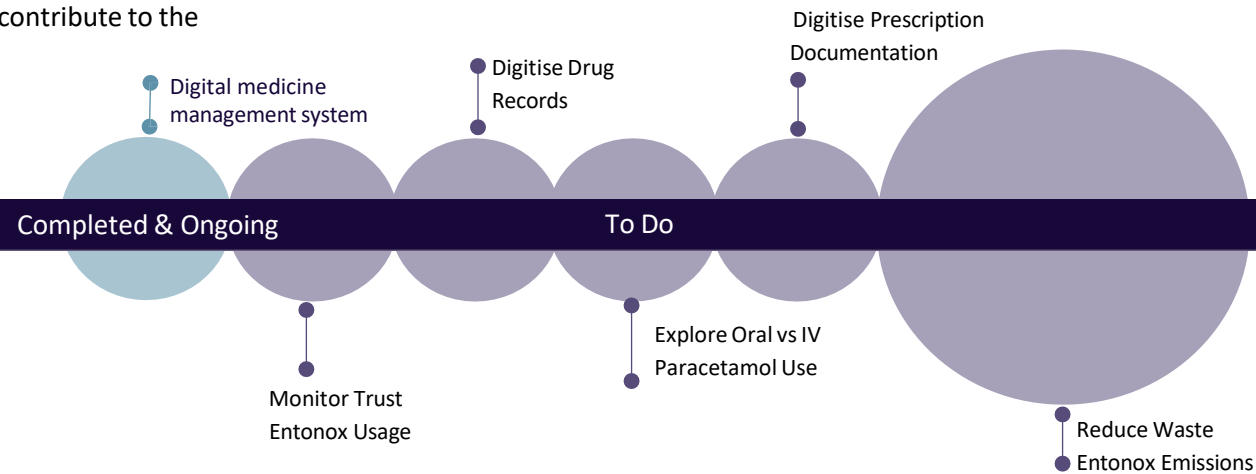 contribute to the
Digital medicine
management system
Digitise Drug
Records
Digitise Prescription
Documentation
Completed & Ongoing
To Do
Monitor Trust
Entonox Usage
Explore Oral vs IV
Paracetamol Use
Reduce Waste
Entonox Emissions